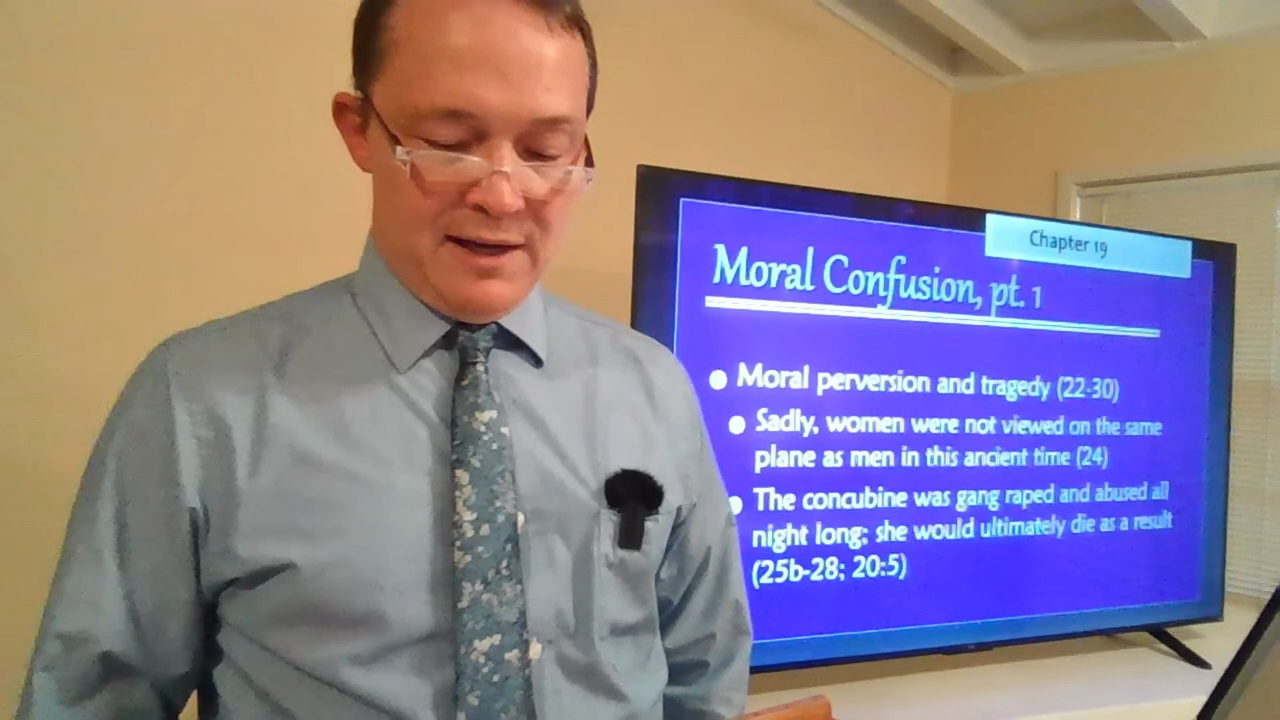 Chapter 19
Moral Confusion, pt. 1
Moral perversion and tragedy (22-30)
Sadly, women were not viewed on the same
plane as men in this ancient time (24)
The concubine was gang raped and abused all
night long; she would ultimately die as a result
(25b-28; 20:5)